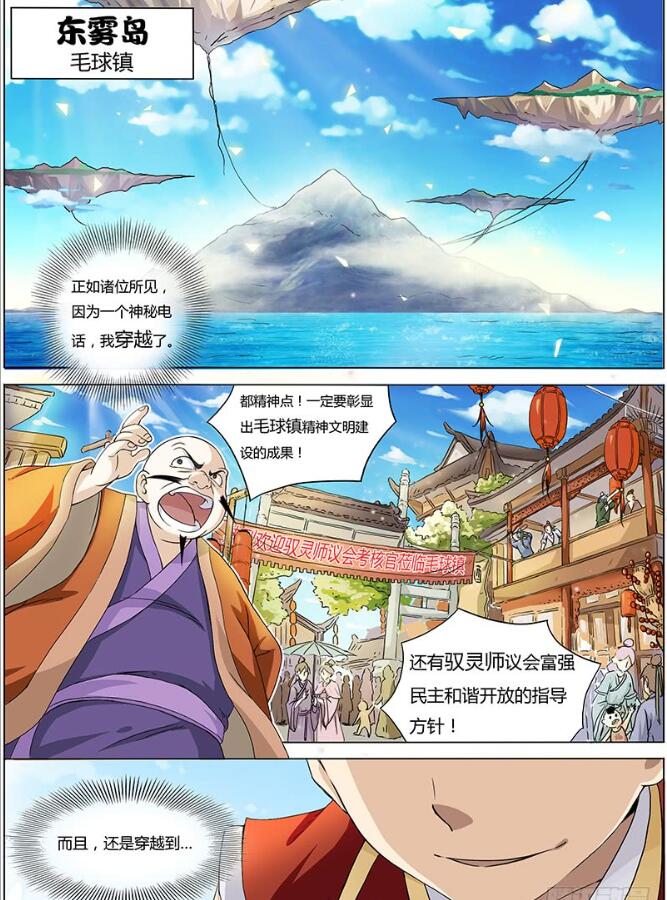 东雾岛
毛球镇
正如诸位所见，
因为一个神秘电
话，我穿越了。
都精神点！一定要彰显
出毛球镇精神文明建
设的成果！
欢迎驭灵师议会考核官莅临毛球镇
还有驭灵师议会富强
民主和谐开放的指导
方针！
而且，还是穿越到...